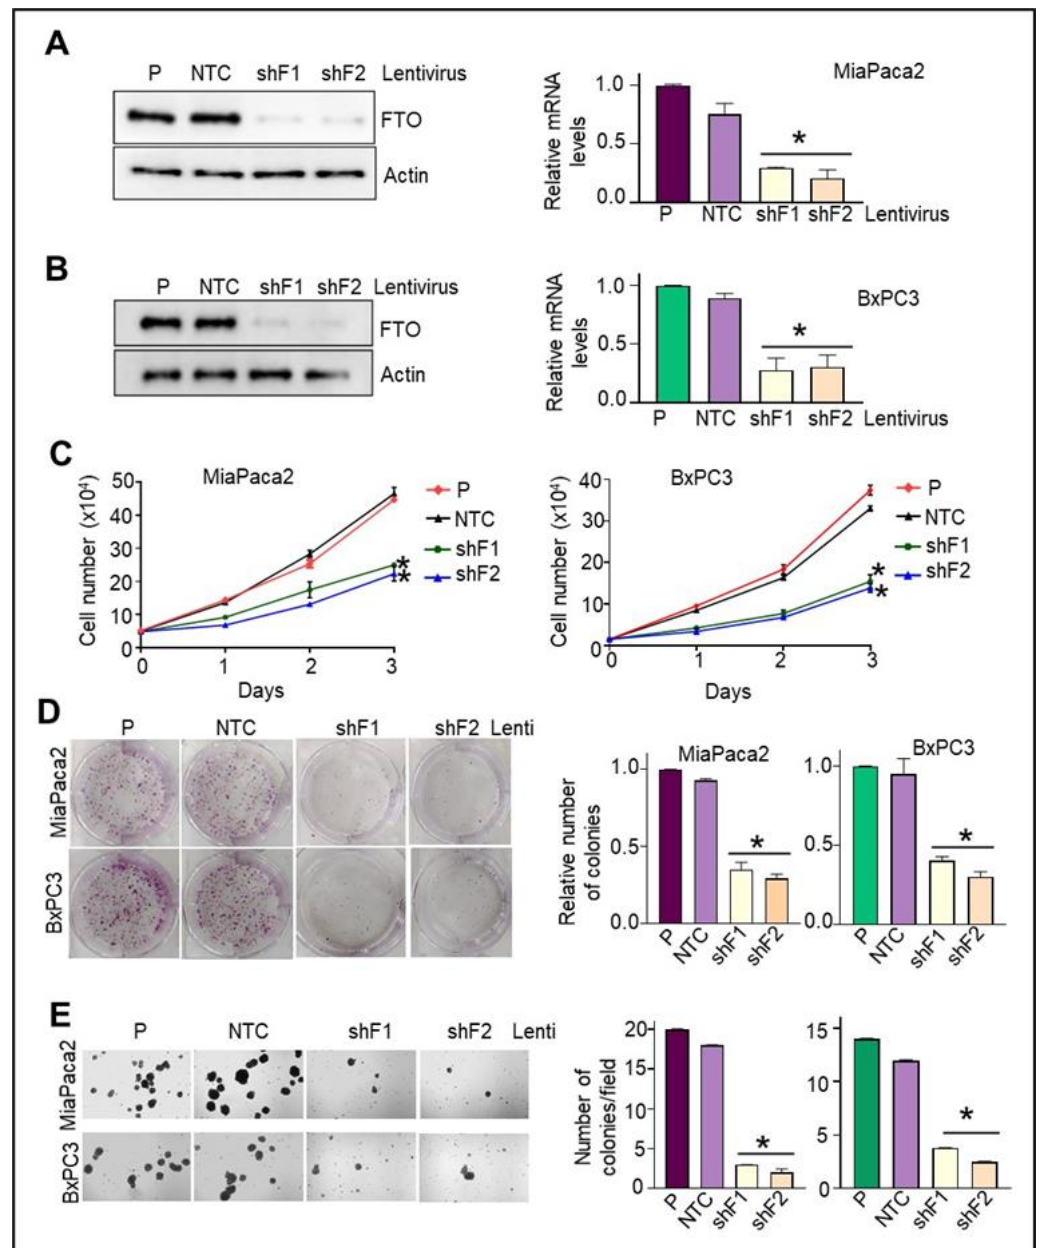 A
P NTC shF1 shF2 Lentivirus
FTO
Actin
Relative mRNA
levels
1.0
0.5
0.0
MiaPaca2
*
P NTC shF1 shF2 Lentivirus
B
P NTC shF1 shF2 Lentivirus
FTO
Actin
Relative mRNA
levels
1.0
0.5
0.0
BxPC3
*
P NTC shF1 shF2 Lentivirus
C
MiaPaca2
Cell number (x10⁴)
50
40
30
20
10
0
0 1 2 3
Days
P
NTC
shF1
shF2
*
*
BxPC3
Cell number (x10⁴)
40
30
20
10
0
0 1 2 3
Days
P
NTC
shF1
shF2
*
*
D
P NTC shF1 shF2 Lenti
MiaPaca2
BxPC3
Relative number
of colonies
MiaPaca2
1.0
0.5
0.0
*
P NTC shF1 shF2
BxPC3
1.0
0.5
0.0
*
P NTC shF1 shF2
E
P NTC shF1 shF2 Lenti
MiaPaca2
BxPC3
Number of
colonies/field
20
15
10
5
0
*
P NTC shF1 shF2
15
10
5
0
*
P NTC shF1 shF2